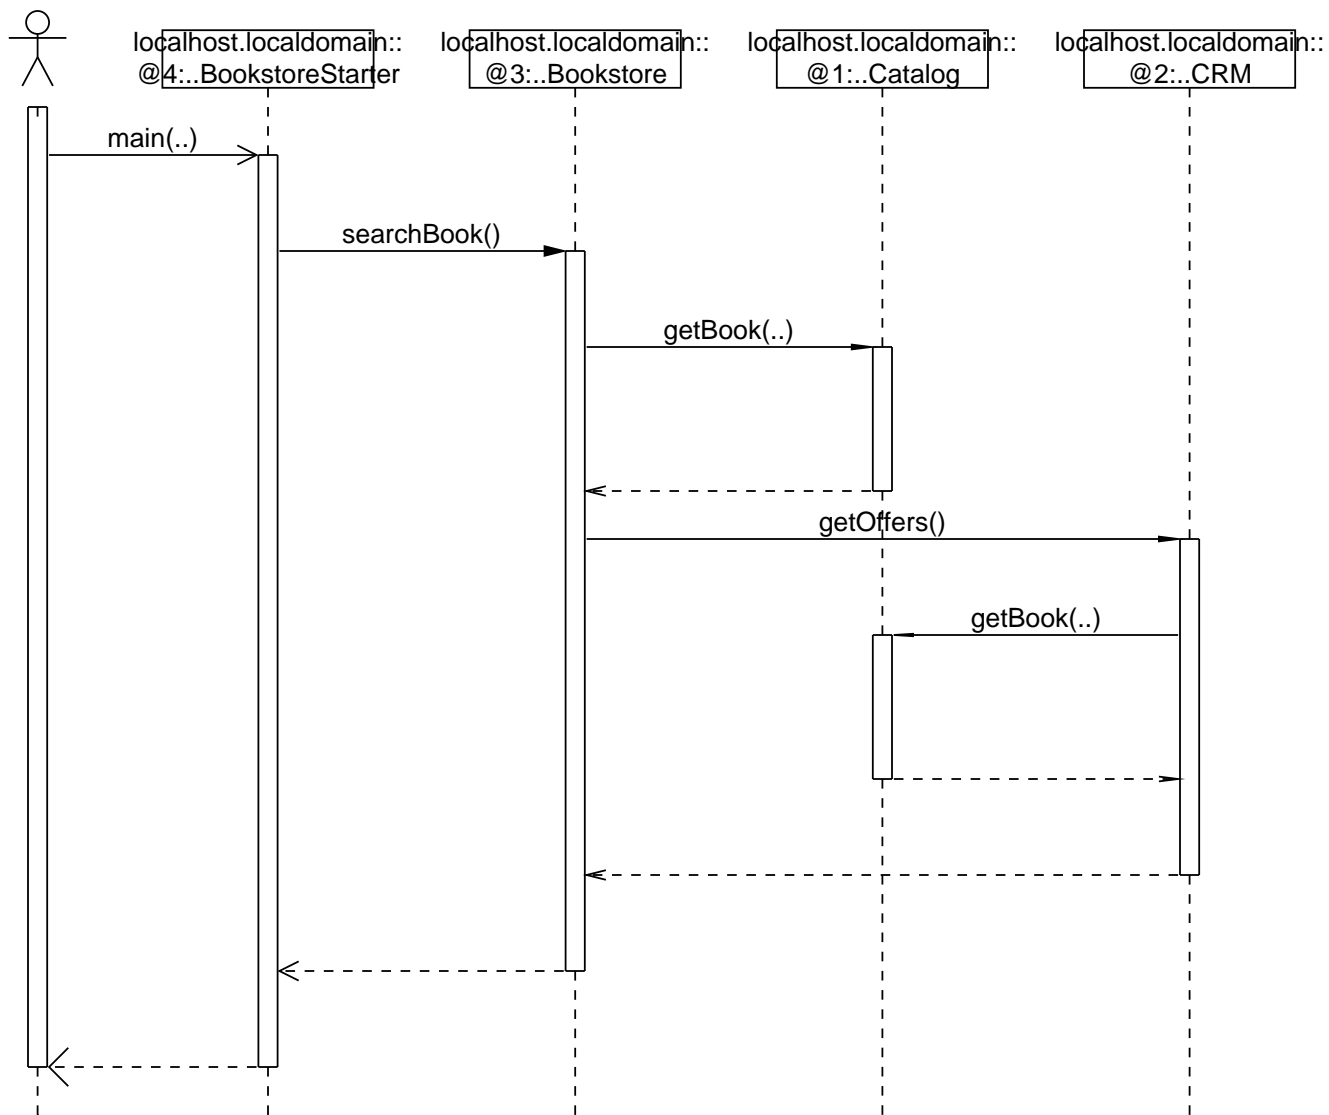 localhost.localdomain::
@4:..BookstoreStarter
localhost.localdomain::
@3:..Bookstore
localhost.localdomain::
@1:..Catalog
localhost.localdomain::
@2:..CRM
main(..)
searchBook()
getBook(..)
getOffers()
getBook(..)